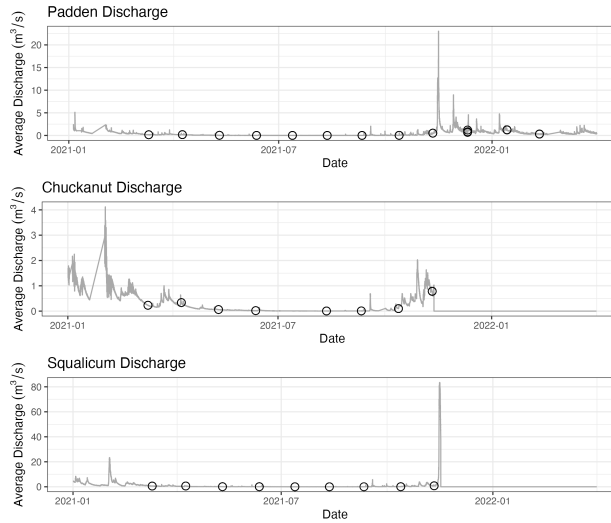 Padden Discharge
Average Discharge (m³/s)
20
15
10
5
0
2021-01 2021-07 2022-01
Date
Chuckanut Discharge
Average Discharge (m³/s)
4
3
2
1
0
2021-01 2021-07 2022-01
Date
Squalicum Discharge
Average Discharge (m³/s)
80
60
40
20
0
2021-01 2021-07 2022-01
Date